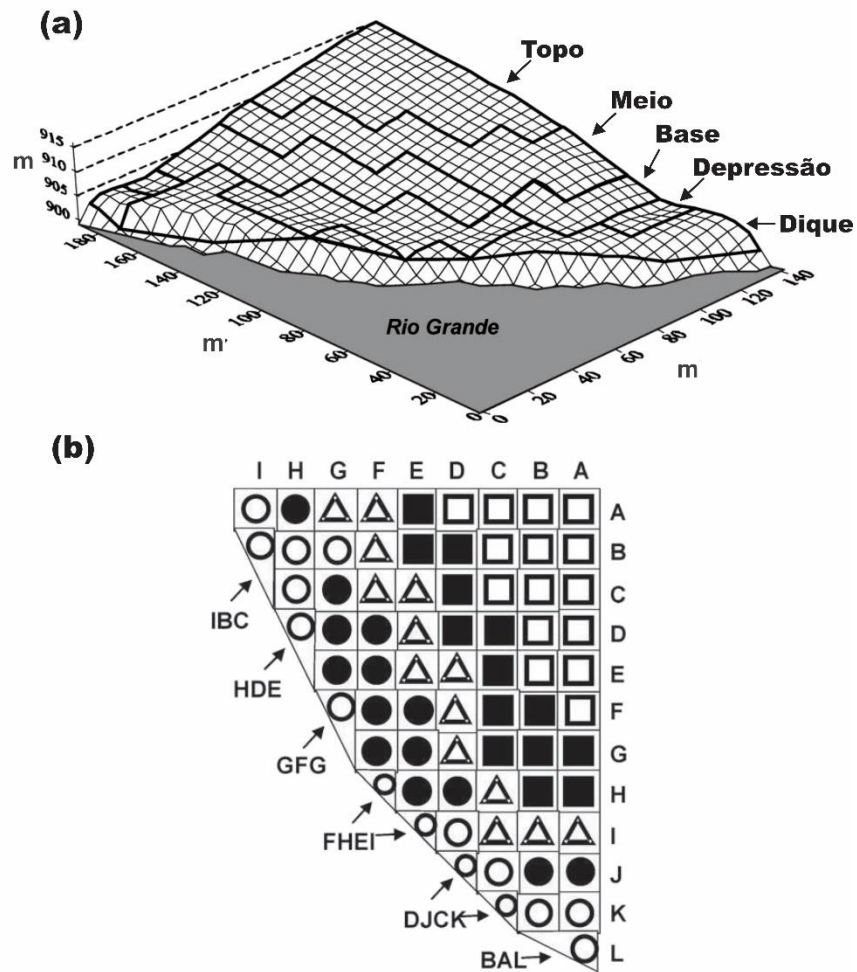 (a)
Topo
Meio
Base
Depressão
Dique
m
915
910
905
900
180
160
140
120
100
80
60
40
20
0
m
Rio Grande
0
20
40
60
80
100
120
140
m
(b)
I H G F E D C B A
A
B
C
IBC
D
HDE
E
F
GFG
G
H
FHEI
I
J
DJCK
K
BAL
L